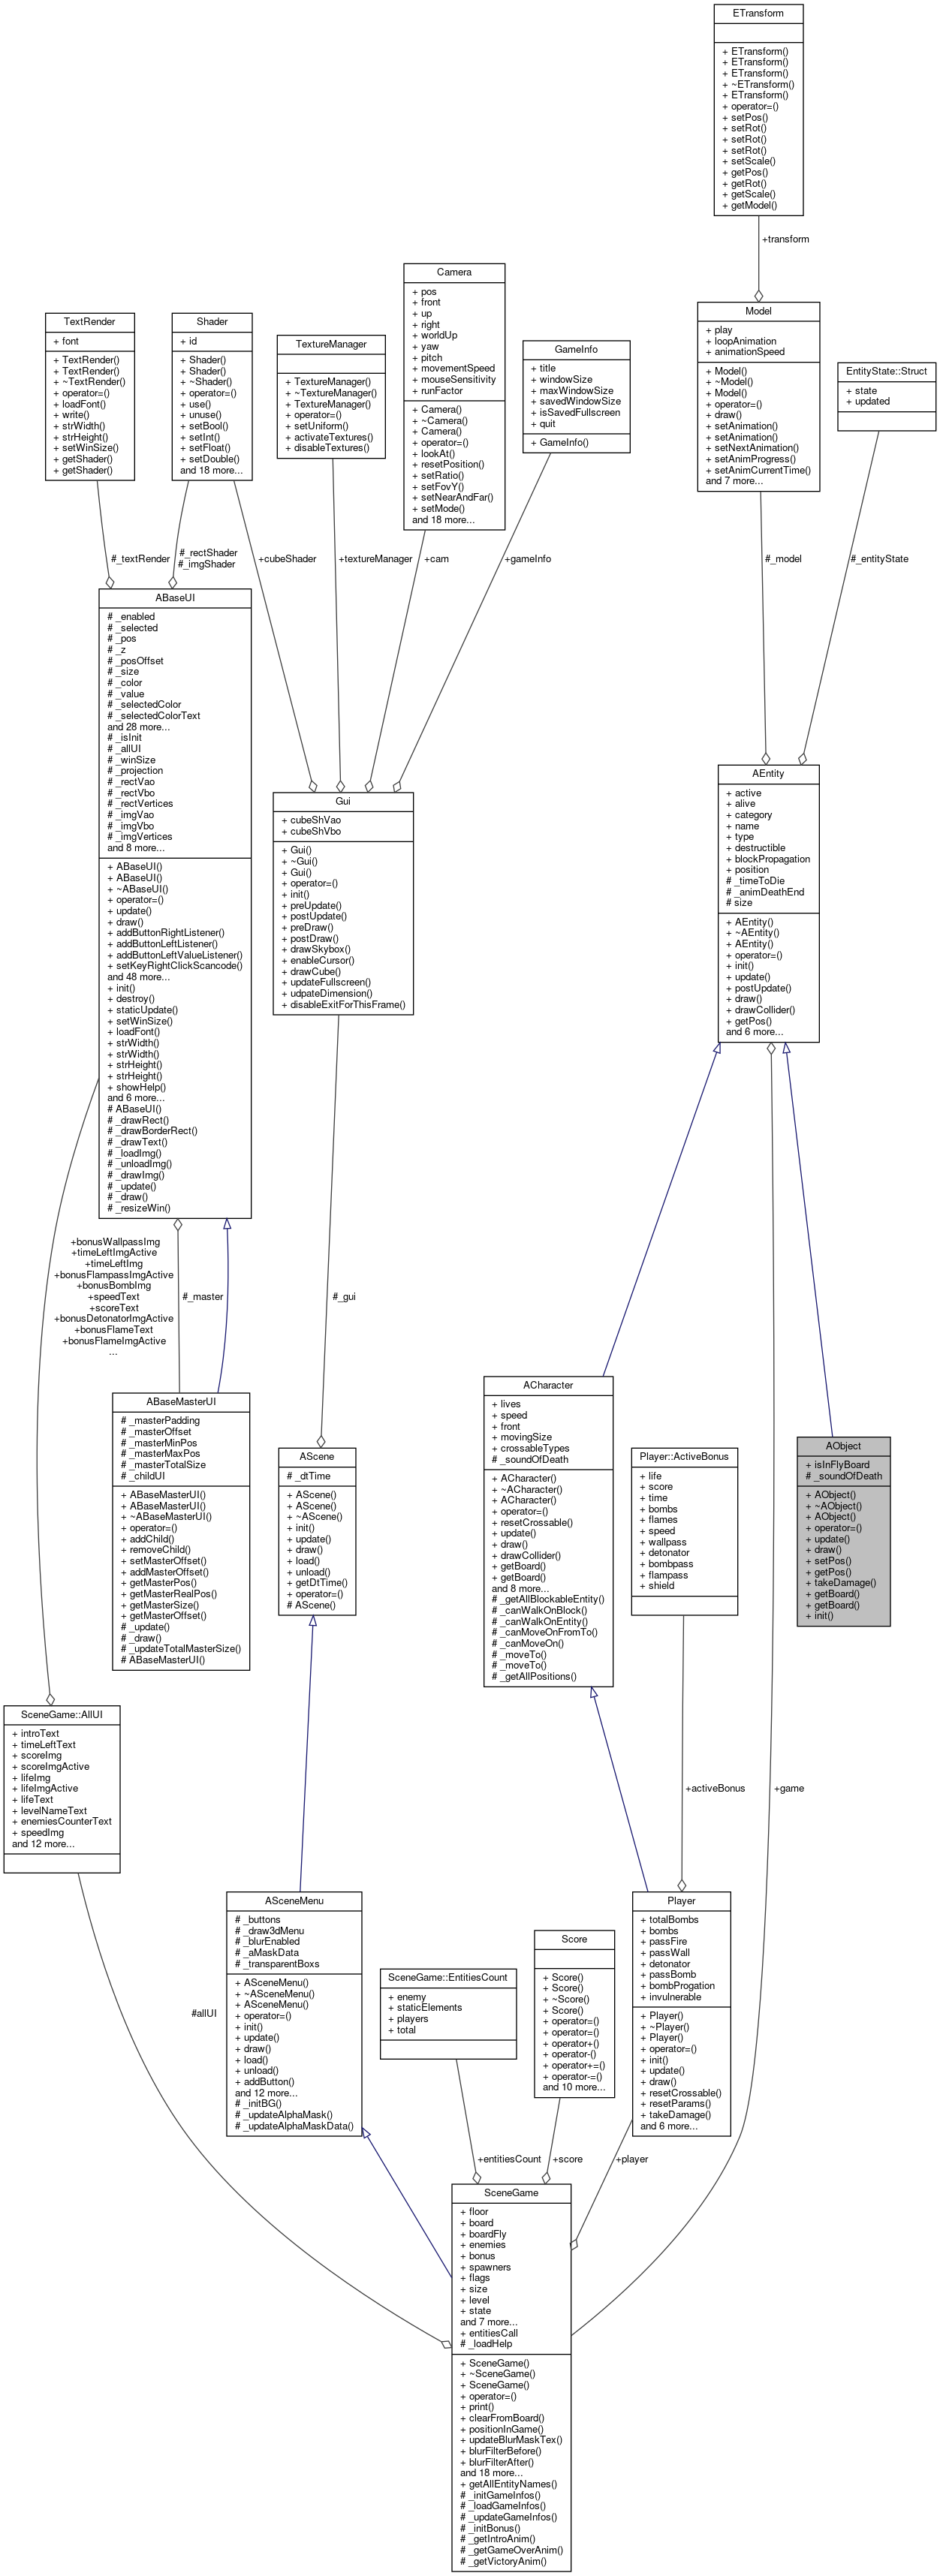 ETransform
+ ETransform()
+ ETransform()
+ ETransform()
+ ~ETransform()
+ ETransform()
+ operator=()
+ setPos()
+ setRot()
+ setRot()
+ setRot()
+ setScale()
+ getPos()
+ getRot()
+ getScale()
+ getModel()
+transform
Camera
+ pos
+ front
+ up
+ right
+ worldUp
+ yaw
+ pitch
+ movementSpeed
+ mouseSensitivity
+ runFactor
+ Camera()
+ ~Camera()
+ Camera()
+ operator=()
+ lookAt()
+ resetPosition()
+ setRatio()
+ setFovY()
+ setNearAndFar()
+ setMode()
and 18 more...
Model
+ play
+ loopAnimation
+ animationSpeed
+ Model()
+ ~Model()
+ Model()
+ operator=()
+ draw()
+ setAnimation()
+ setAnimation()
+ setNextAnimation()
+ setAnimProgress()
+ setAnimCurrentTime()
and 7 more...
TextRender
+ font
+ TextRender()
+ TextRender()
+ ~TextRender()
+ operator=()
+ loadFont()
+ write()
+ strWidth()
+ strHeight()
+ setWinSize()
+ getShader()
+ getShader()
Shader
+ id
+ Shader()
+ Shader()
+ ~Shader()
+ operator=()
+ use()
+ unuse()
+ setBool()
+ setInt()
+ setFloat()
+ setDouble()
and 18 more...
TextureManager
+ TextureManager()
+ ~TextureManager()
+ TextureManager()
+ operator=()
+ setUniform()
+ activateTextures()
+ disableTextures()
GameInfo
+ title
+ windowSize
+ maxWindowSize
+ savedWindowSize
+ isSavedFullscreen
+ quit
+ GameInfo()
EntityState::Struct
+ state
+ updated
#_textRender
#_rectShader
#_imgShader
+cubeShader
+textureManager
+cam
+gameInfo
#_model
#_entityState
ABaseUI
# _enabled
# _selected
# _pos
# _z
# _posOffset
# _size
# _color
# _value
# _selectedColor
# _selectedColorText
and 28 more...
# _isInit
# _allUI
# _winSize
# _projection
# _rectVao
# _rectVbo
# _rectVertices
# _imgVao
# _imgVbo
# _imgVertices
and 8 more...
+ ABaseUI()
+ ABaseUI()
+ ~ABaseUI()
+ operator=()
+ update()
+ draw()
+ addButtonRightListener()
+ addButtonLeftListener()
+ addButtonLeftValueListener()
+ setKeyRightClickScancode()
and 48 more...
+ init()
+ destroy()
+ staticUpdate()
+ setWinSize()
+ loadFont()
+ strWidth()
+ strWidth()
+ strHeight()
+ strHeight()
+ showHelp()
and 6 more...
# ABaseUI()
# _drawRect()
# _drawBorderRect()
# _drawText()
# _loadImg()
# _unloadImg()
# _drawImg()
# _update()
# _draw()
# _resizeWin()
Gui
+ cubeShVao
+ cubeShVbo
+ Gui()
+ ~Gui()
+ Gui()
+ operator=()
+ init()
+ preUpdate()
+ postUpdate()
+ preDraw()
+ postDraw()
+ drawSkybox()
+ enableCursor()
+ drawCube()
+ updateFullscreen()
+ udpateDimension()
+ disableExitForThisFrame()
AEntity
+ active
+ alive
+ category
+ name
+ type
+ destructible
+ blockPropagation
+ position
# _timeToDie
# _animDeathEnd
# size
+ AEntity()
+ ~AEntity()
+ AEntity()
+ operator=()
+ init()
+ update()
+ postUpdate()
+ draw()
+ drawCollider()
+ getPos()
and 6 more...
+bonusWallpassImg
+timeLeftImgActive
+timeLeftImg
+bonusFlampassImgActive
+bonusBombImg
+speedText
+scoreText
+bonusDetonatorImgActive
+bonusFlameText
+bonusFlameImgActive
...
#_master
#_gui
ABaseMasterUI
# _masterPadding
# _masterOffset
# _masterMinPos
# _masterMaxPos
# _masterTotalSize
# _childUI
+ ABaseMasterUI()
+ ABaseMasterUI()
+ ~ABaseMasterUI()
+ operator=()
+ addChild()
+ removeChild()
+ setMasterOffset()
+ addMasterOffset()
+ getMasterPos()
+ getMasterRealPos()
+ getMasterSize()
+ getMasterOffset()
# _update()
# _draw()
# _updateTotalMasterSize()
# ABaseMasterUI()
AScene
# _dtTime
+ AScene()
+ AScene()
+ ~AScene()
+ init()
+ update()
+ draw()
+ load()
+ unload()
+ getDtTime()
+ operator=()
# AScene()
ACharacter
+ lives
+ speed
+ front
+ movingSize
+ crossableTypes
# _soundOfDeath
+ ACharacter()
+ ~ACharacter()
+ ACharacter()
+ operator=()
+ resetCrossable()
+ update()
+ draw()
+ drawCollider()
+ getBoard()
+ getBoard()
and 8 more...
# _getAllBlockableEntity()
# _canWalkOnBlock()
# _canWalkOnEntity()
# _canMoveOnFromTo()
# _canMoveOn()
# _moveTo()
# _moveTo()
# _getAllPositions()
Player::ActiveBonus
+ life
+ score
+ time
+ bombs
+ flames
+ speed
+ wallpass
+ detonator
+ bombpass
+ flampass
+ shield
AObject
+ isInFlyBoard
# _soundOfDeath
+ AObject()
+ ~AObject()
+ AObject()
+ operator=()
+ update()
+ draw()
+ setPos()
+ getPos()
+ takeDamage()
+ getBoard()
+ getBoard()
+ init()
SceneGame::AllUI
+ introText
+ timeLeftText
+ scoreImg
+ scoreImgActive
+ lifeImg
+ lifeImgActive
+ lifeText
+ levelNameText
+ enemiesCounterText
+ speedImg
and 12 more...
+activeBonus
+game
ASceneMenu
# _buttons
# _draw3dMenu
# _blurEnabled
# _aMaskData
# _transparentBoxs
+ ASceneMenu()
+ ~ASceneMenu()
+ ASceneMenu()
+ operator=()
+ init()
+ update()
+ draw()
+ load()
+ unload()
+ addButton()
and 12 more...
# _initBG()
# _updateAlphaMask()
# _updateAlphaMaskData()
Player
+ totalBombs
+ bombs
+ passFire
+ passWall
+ detonator
+ passBomb
+ bombProgation
+ invulnerable
+ Player()
+ ~Player()
+ Player()
+ operator=()
+ init()
+ update()
+ draw()
+ resetCrossable()
+ resetParams()
+ takeDamage()
and 6 more...
Score
+ Score()
+ Score()
+ ~Score()
+ Score()
+ operator=()
+ operator=()
+ operator+()
+ operator-()
+ operator+=()
+ operator-=()
and 10 more...
SceneGame::EntitiesCount
+ enemy
+ staticElements
+ players
+ total
#allUI
+entitiesCount
+score
+player
SceneGame
+ floor
+ board
+ boardFly
+ enemies
+ bonus
+ spawners
+ flags
+ size
+ level
+ state
and 7 more...
+ entitiesCall
# _loadHelp
+ SceneGame()
+ ~SceneGame()
+ SceneGame()
+ operator=()
+ print()
+ clearFromBoard()
+ positionInGame()
+ updateBlurMaskTex()
+ blurFilterBefore()
+ blurFilterAfter()
and 18 more...
+ getAllEntityNames()
# _initGameInfos()
# _loadGameInfos()
# _updateGameInfos()
# _initBonus()
# _getIntroAnim()
# _getGameOverAnim()
# _getVictoryAnim()